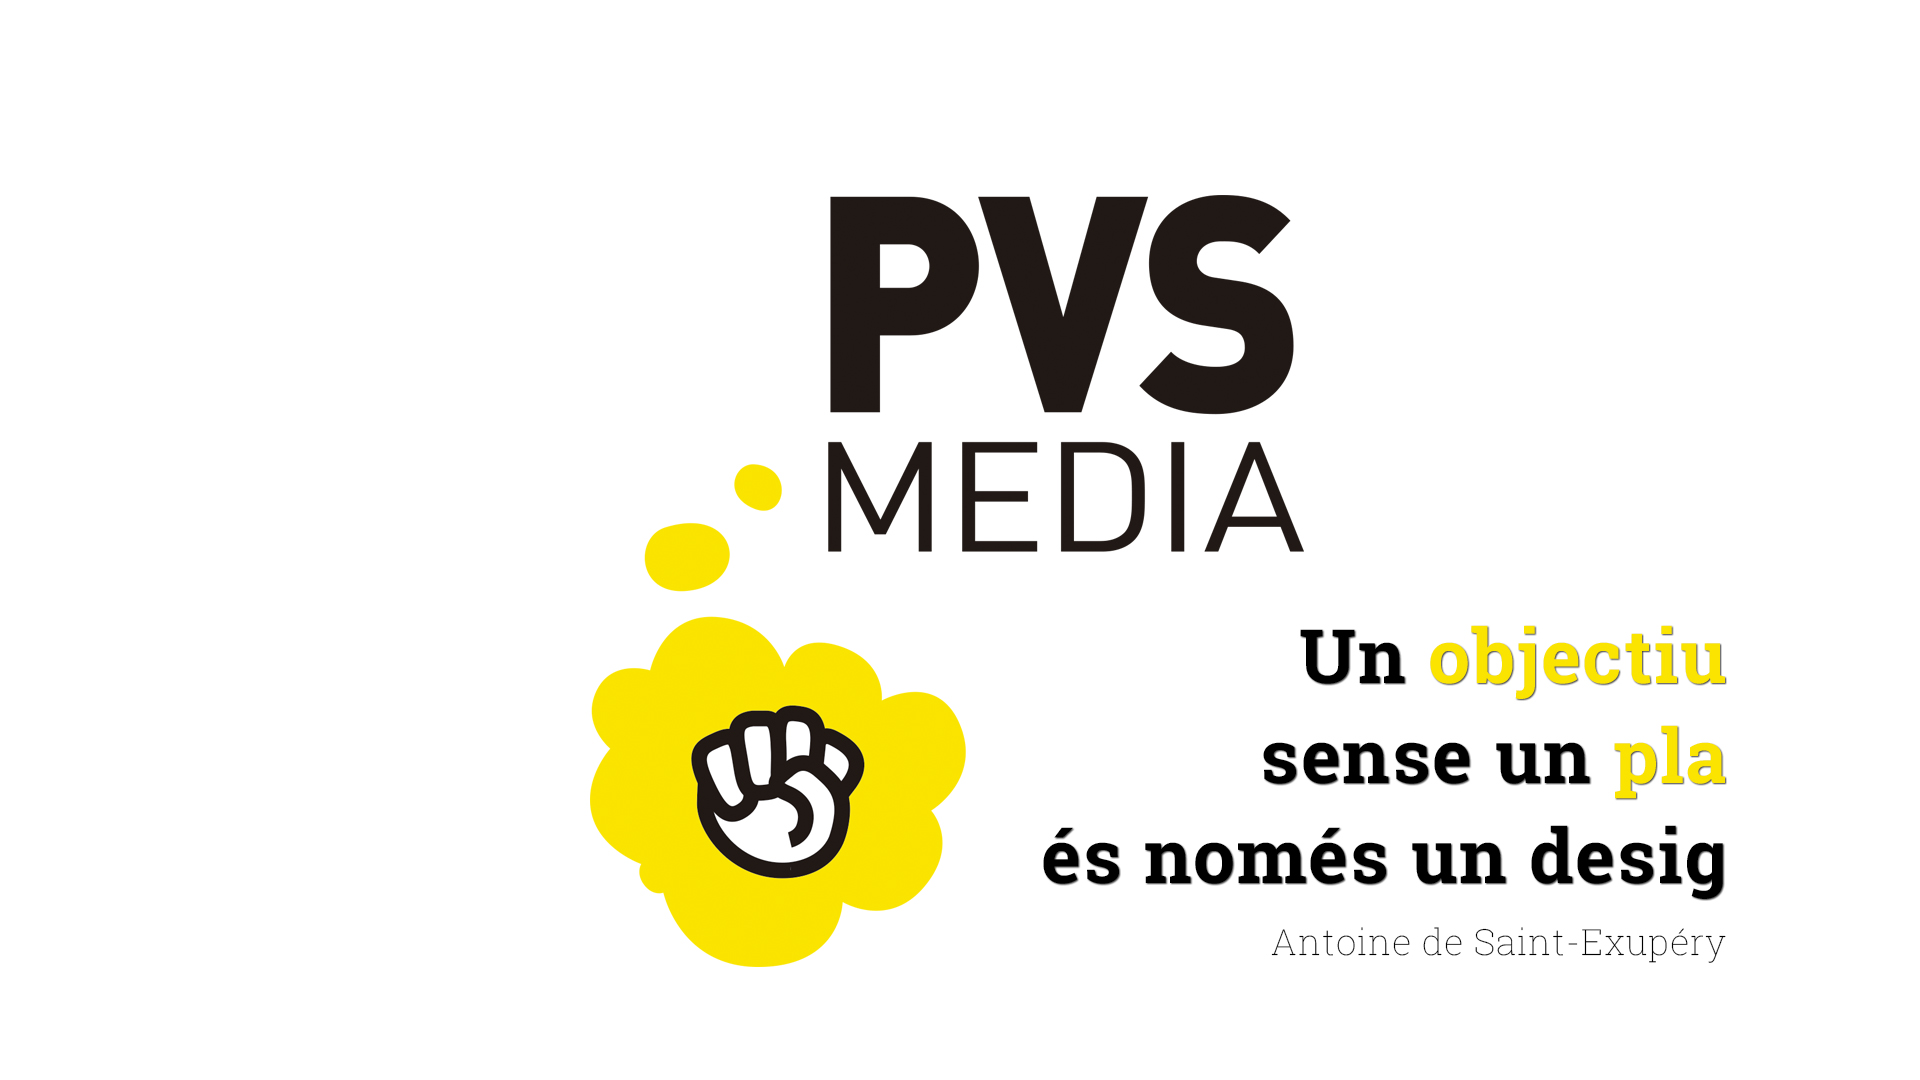 PVS
MEDIA
Un objectiu
sense un pla
és només un desig
Antoine de Saint-Exupéry